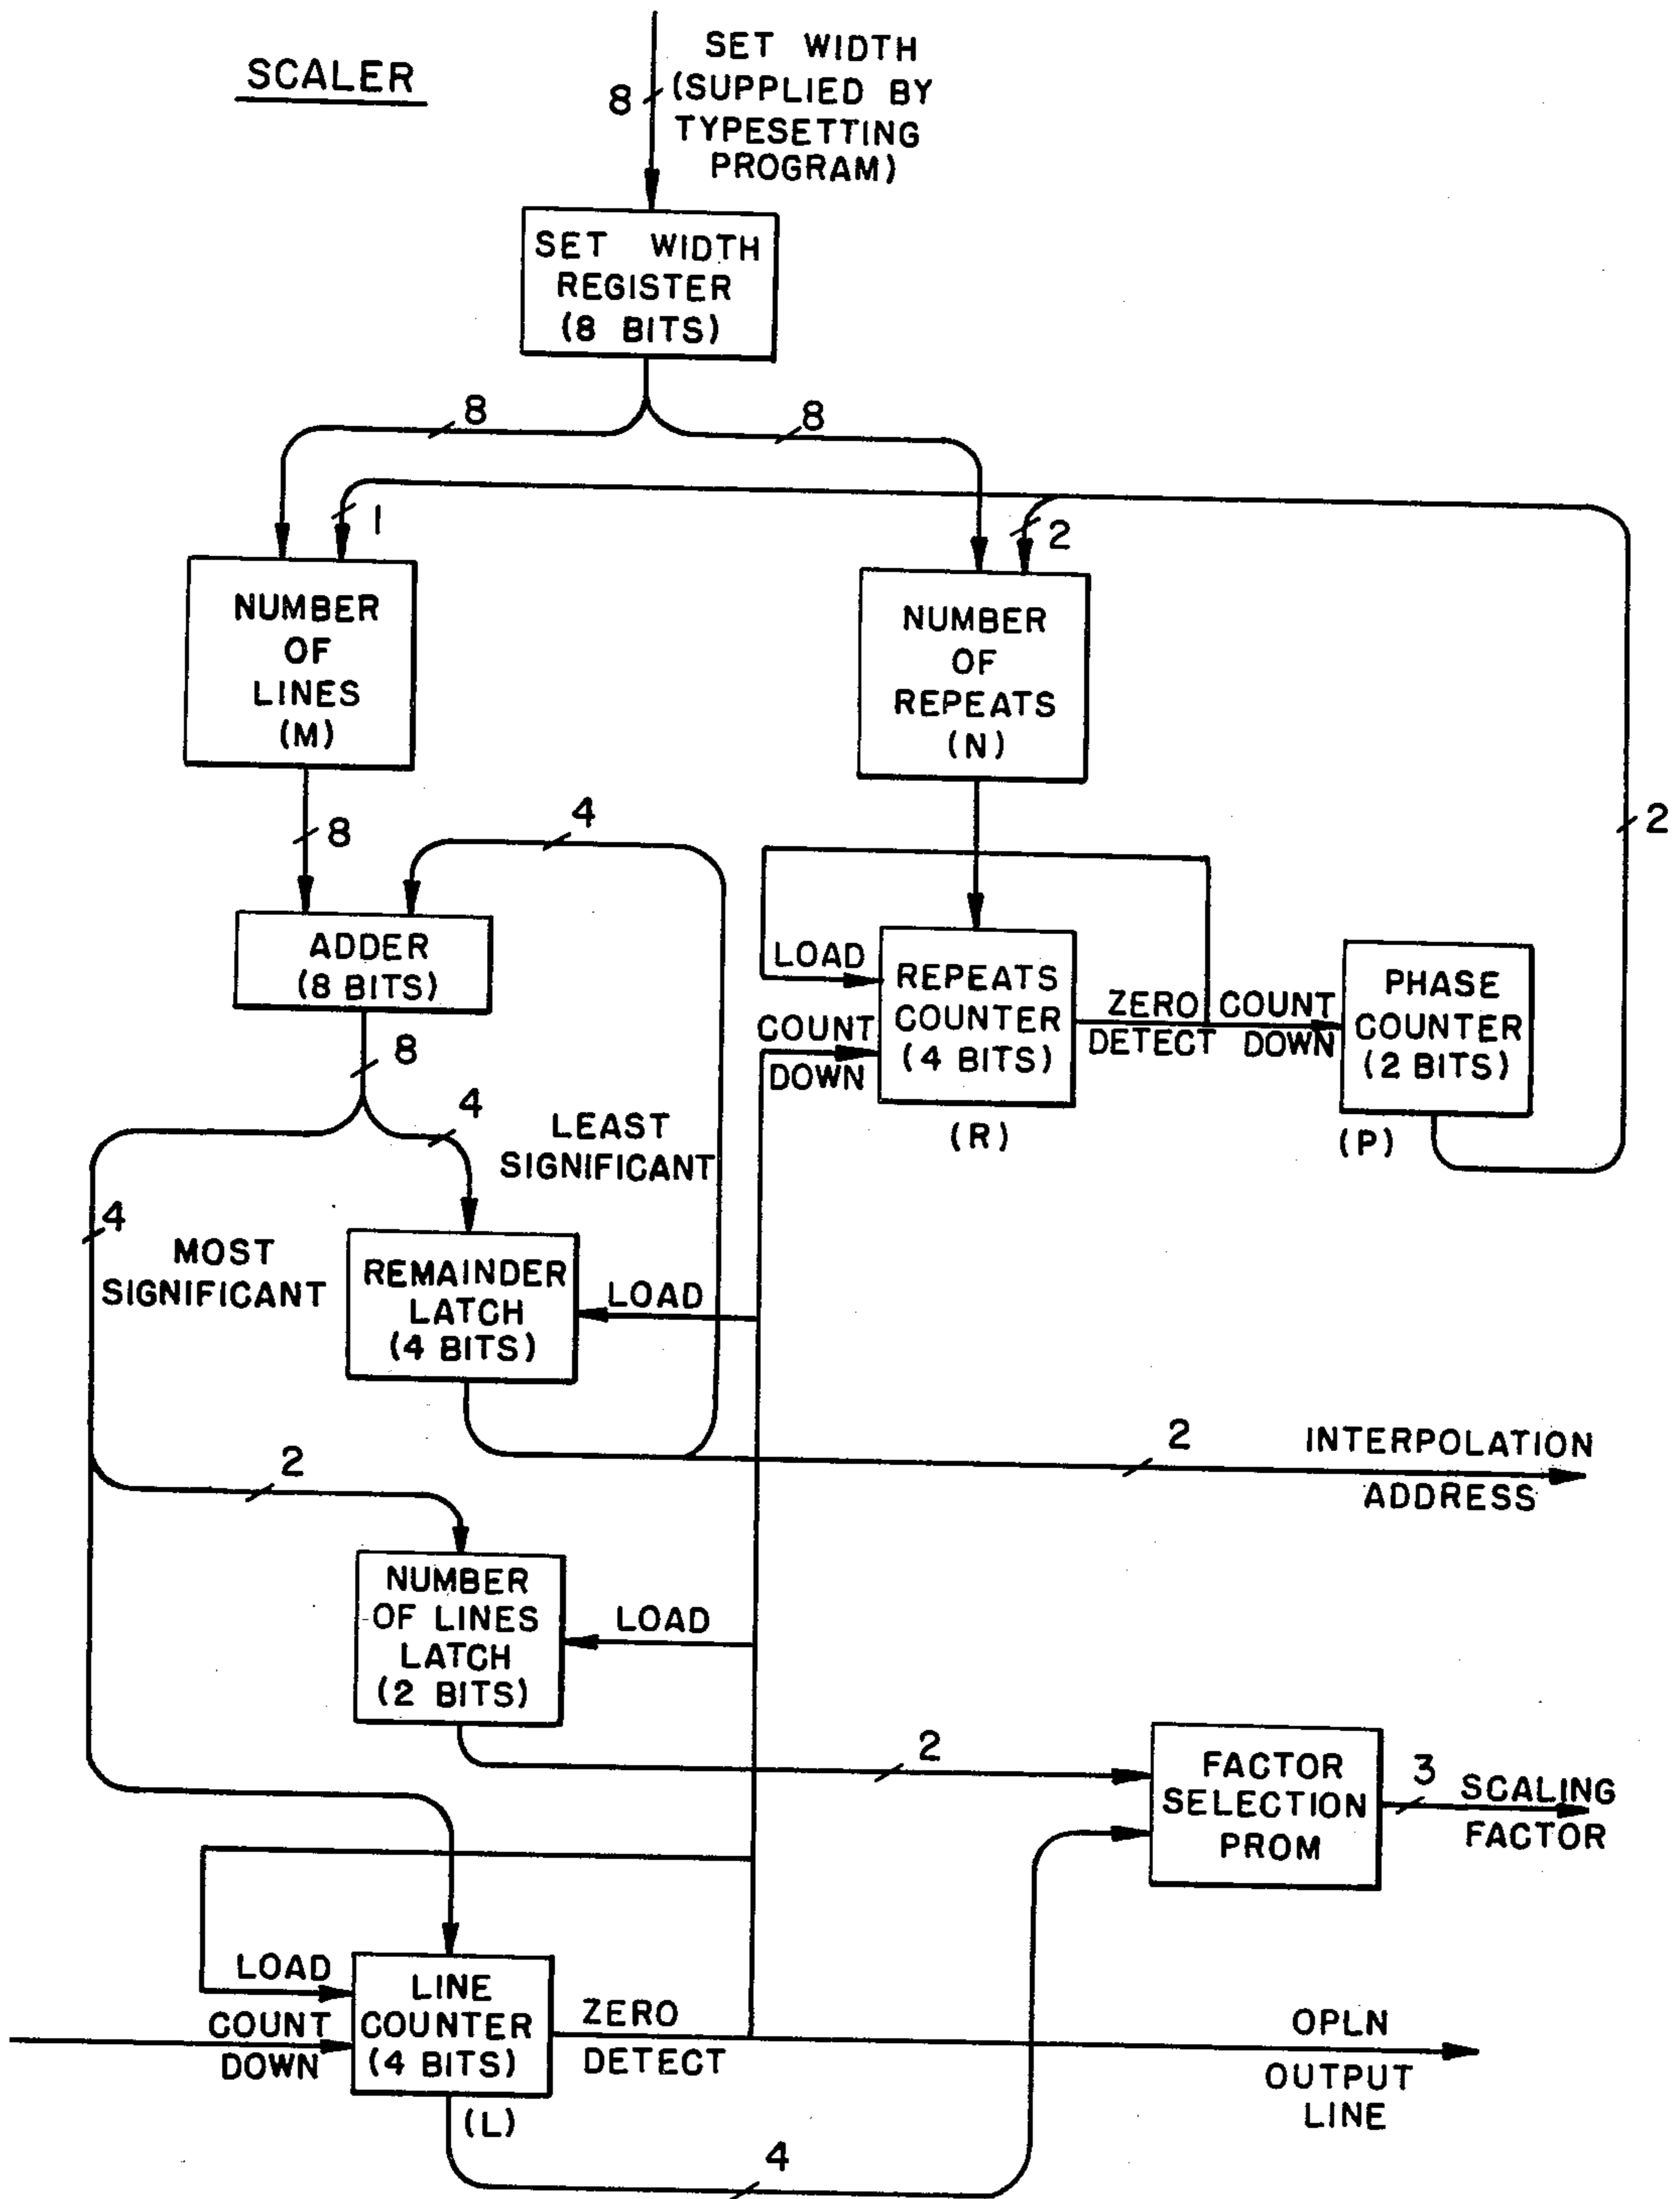 SCALER
SET WIDTH
(SUPPLIED BY
TYPESETTING
PROGRAM)
8
SET WIDTH
REGISTER
(8 BITS)
8
8
1
2
NUMBER
OF
LINES
(M)
NUMBER
OF
REPEATS
(N)
8
4
2
ADDER
(8 BITS)
LOAD
COUNT
DOWN
REPEATS
COUNTER
(4 BITS)
(R)
ZERO
DETECT
COUNT
DOWN
PHASE
COUNTER
(2 BITS)
(P)
8
4
LEAST
SIGNIFICANT
4
MOST
SIGNIFICANT
REMAINDER
LATCH
(4 BITS)
LOAD
2
INTERPOLATION
ADDRESS
2
NUMBER
OF LINES
LATCH
(2 BITS)
LOAD
2
FACTOR
SELECTION
PROM
3
SCALING
FACTOR
LOAD
COUNT
DOWN
LINE
COUNTER
(4 BITS)
(L)
ZERO
DETECT
OPLN
OUTPUT
LINE
4